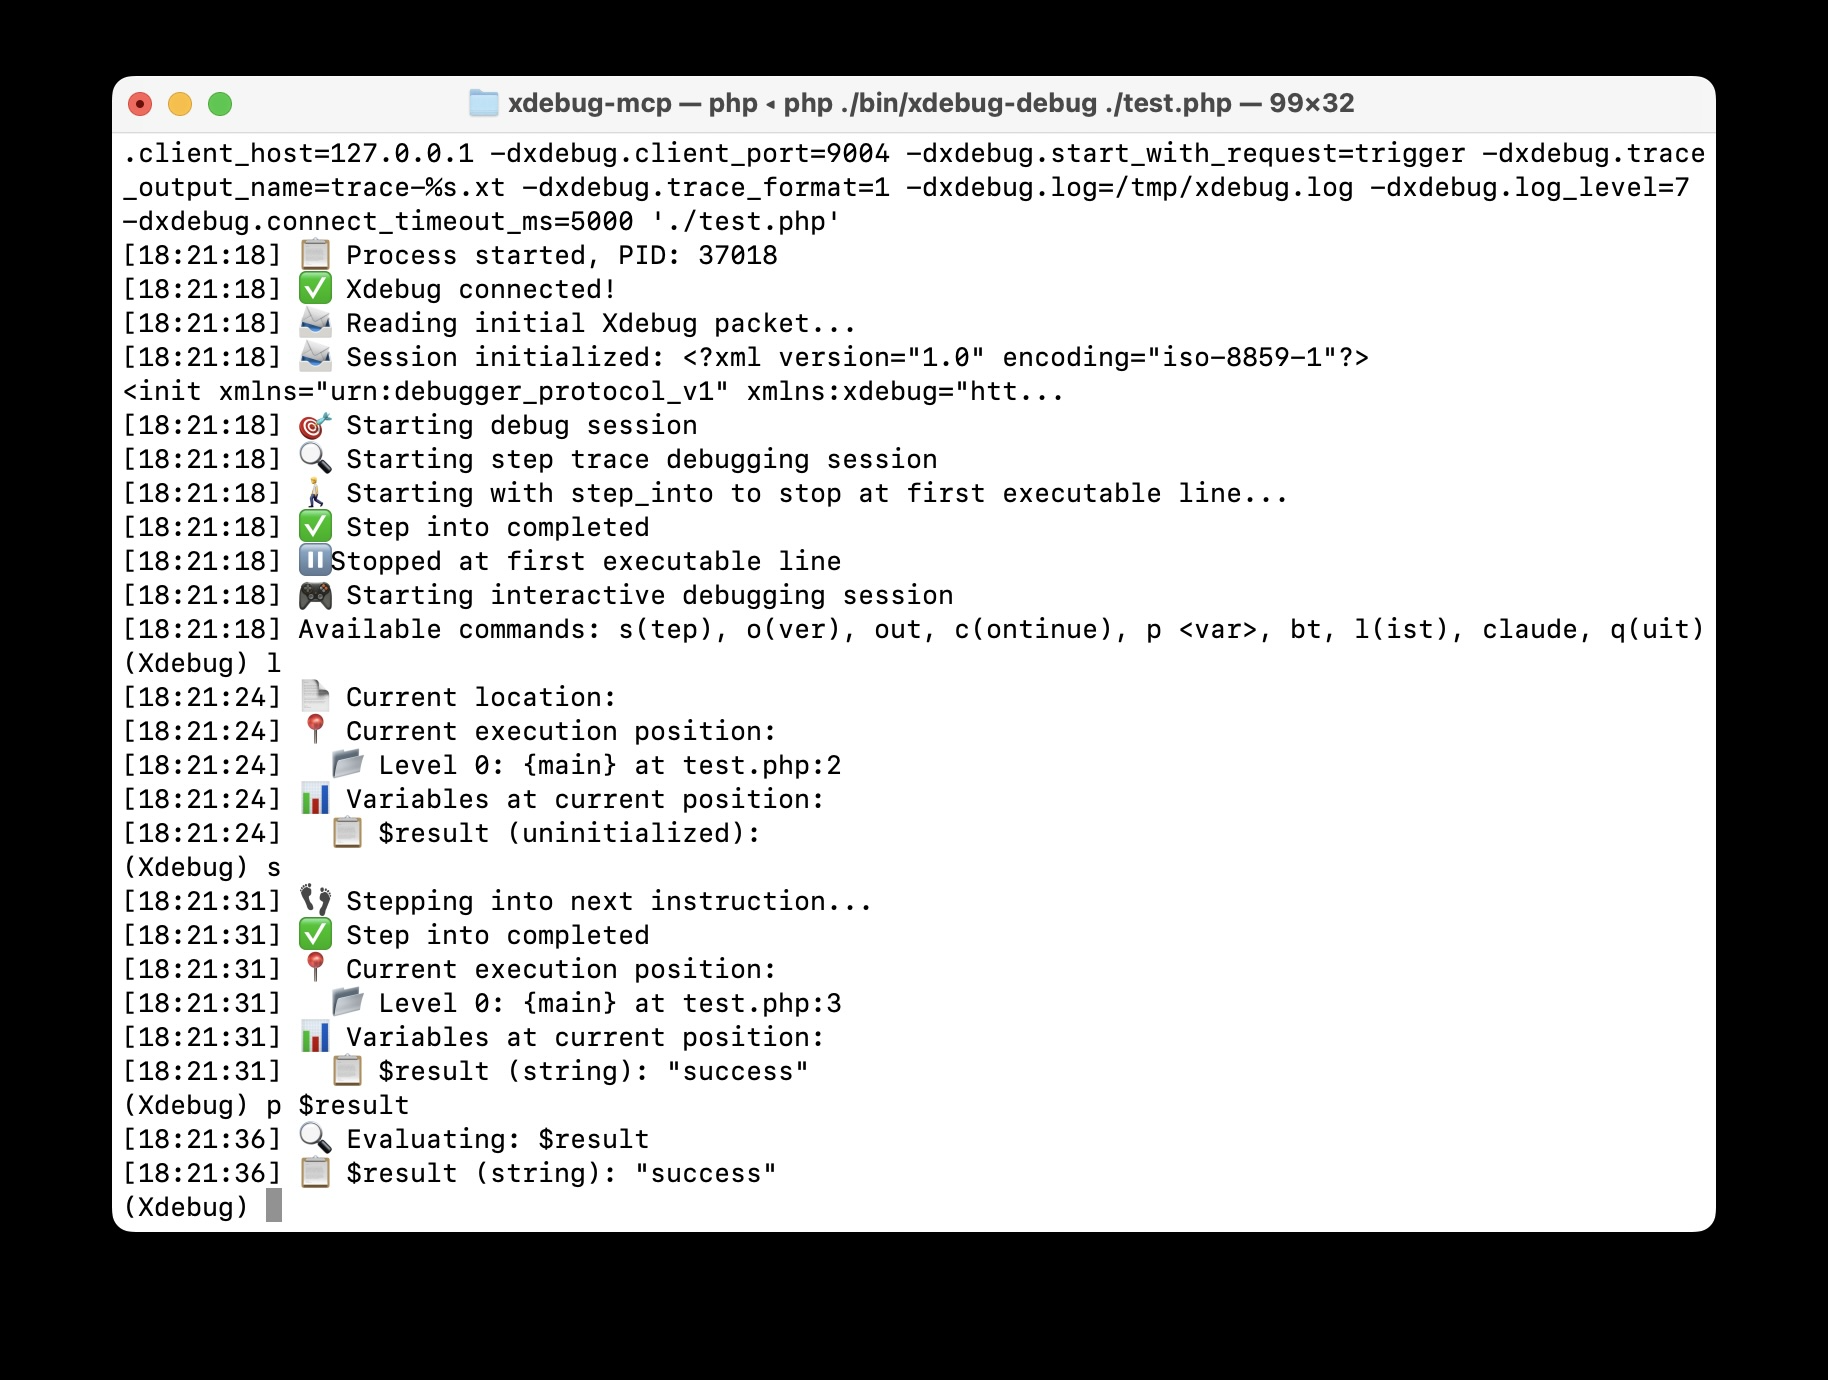 xdebug-mcp — php ◂ php ./bin/xdebug-debug ./test.php — 99×32
.client_host=127.0.0.1 -dxdebug.client_port=9004 -dxdebug.start_with_request=trigger -dxdebug.trace
_output_name=trace-%s.xt -dxdebug.trace_format=1 -dxdebug.log=/tmp/xdebug.log -dxdebug.log_level=7
-dxdebug.connect_timeout_ms=5000 './test.php'
[18:21:18] 📋 Process started, PID: 37018
[18:21:18] ✅ Xdebug connected!
[18:21:18] 📨 Reading initial Xdebug packet...
[18:21:18] 📨 Session initialized: <?xml version="1.0" encoding="iso-8859-1"?>
<init xmlns="urn:debugger_protocol_v1" xmlns:xdebug="htt...
[18:21:18] 🎯 Starting debug session
[18:21:18] 🔍 Starting step trace debugging session
[18:21:18] 🚶 Starting with step_into to stop at first executable line...
[18:21:18] ✅ Step into completed
[18:21:18] ⏸️Stopped at first executable line
[18:21:18] 🎮 Starting interactive debugging session
[18:21:18] Available commands: s(tep), o(ver), out, c(ontinue), p <var>, bt, l(ist), claude, q(uit)
(Xdebug) l
[18:21:24] 📄 Current location:
[18:21:24] 📍 Current execution position:
[18:21:24]   📂 Level 0: {main} at test.php:2
[18:21:24] 📊 Variables at current position:
[18:21:24]   📋 $result (uninitialized):
(Xdebug) s
[18:21:31] 👣 Stepping into next instruction...
[18:21:31] ✅ Step into completed
[18:21:31] 📍 Current execution position:
[18:21:31]   📂 Level 0: {main} at test.php:3
[18:21:31] 📊 Variables at current position:
[18:21:31]   📋 $result (string): "success"
(Xdebug) p $result
[18:21:36] 🔍 Evaluating: $result
[18:21:36] 📋 $result (string): "success"
(Xdebug)